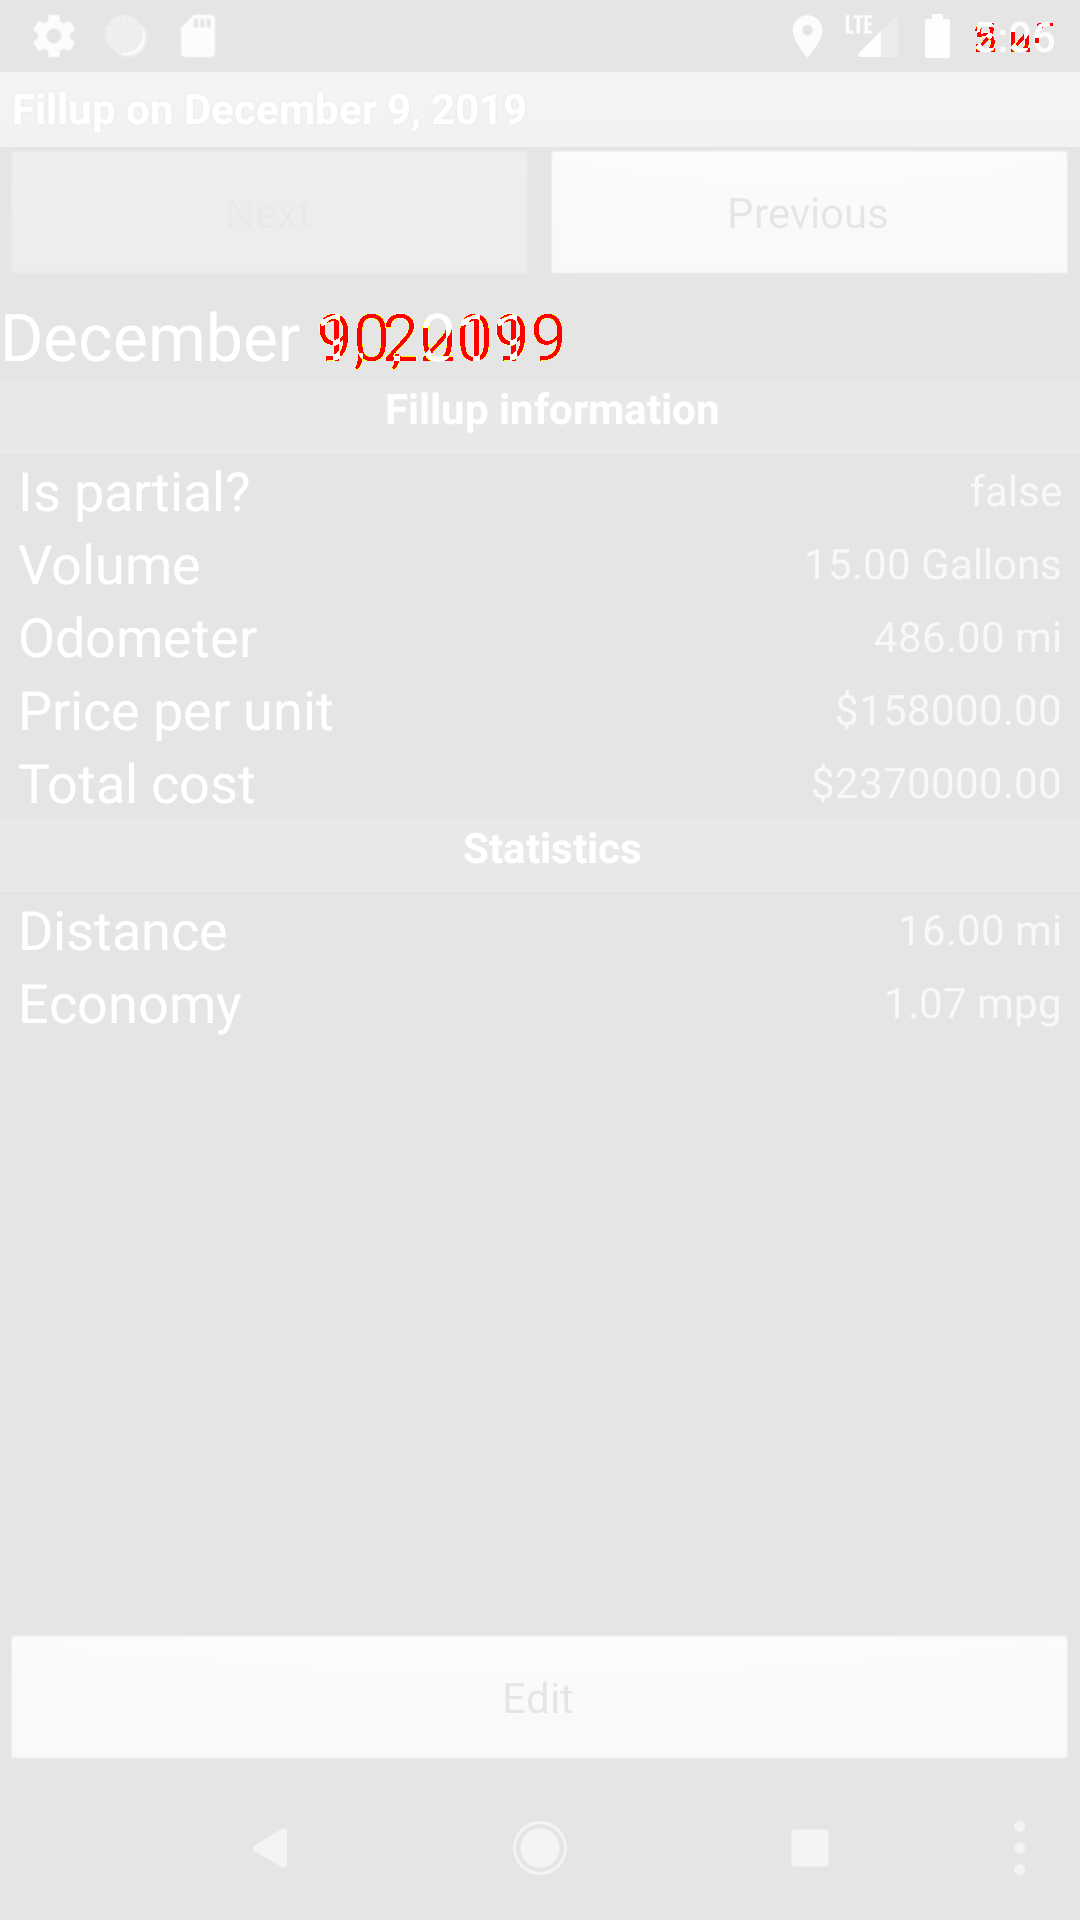 LTE
Fillup on December 9, 2019
Next
Previous
December
Fillup information
Is partial? false
Volume 15.00 Gallons
Odometer 486.00 mi
Price per unit $158000.00
Total cost $2370000.00
Statistics
Distance 16.00 mi
Economy 1.07 mpg
Edit